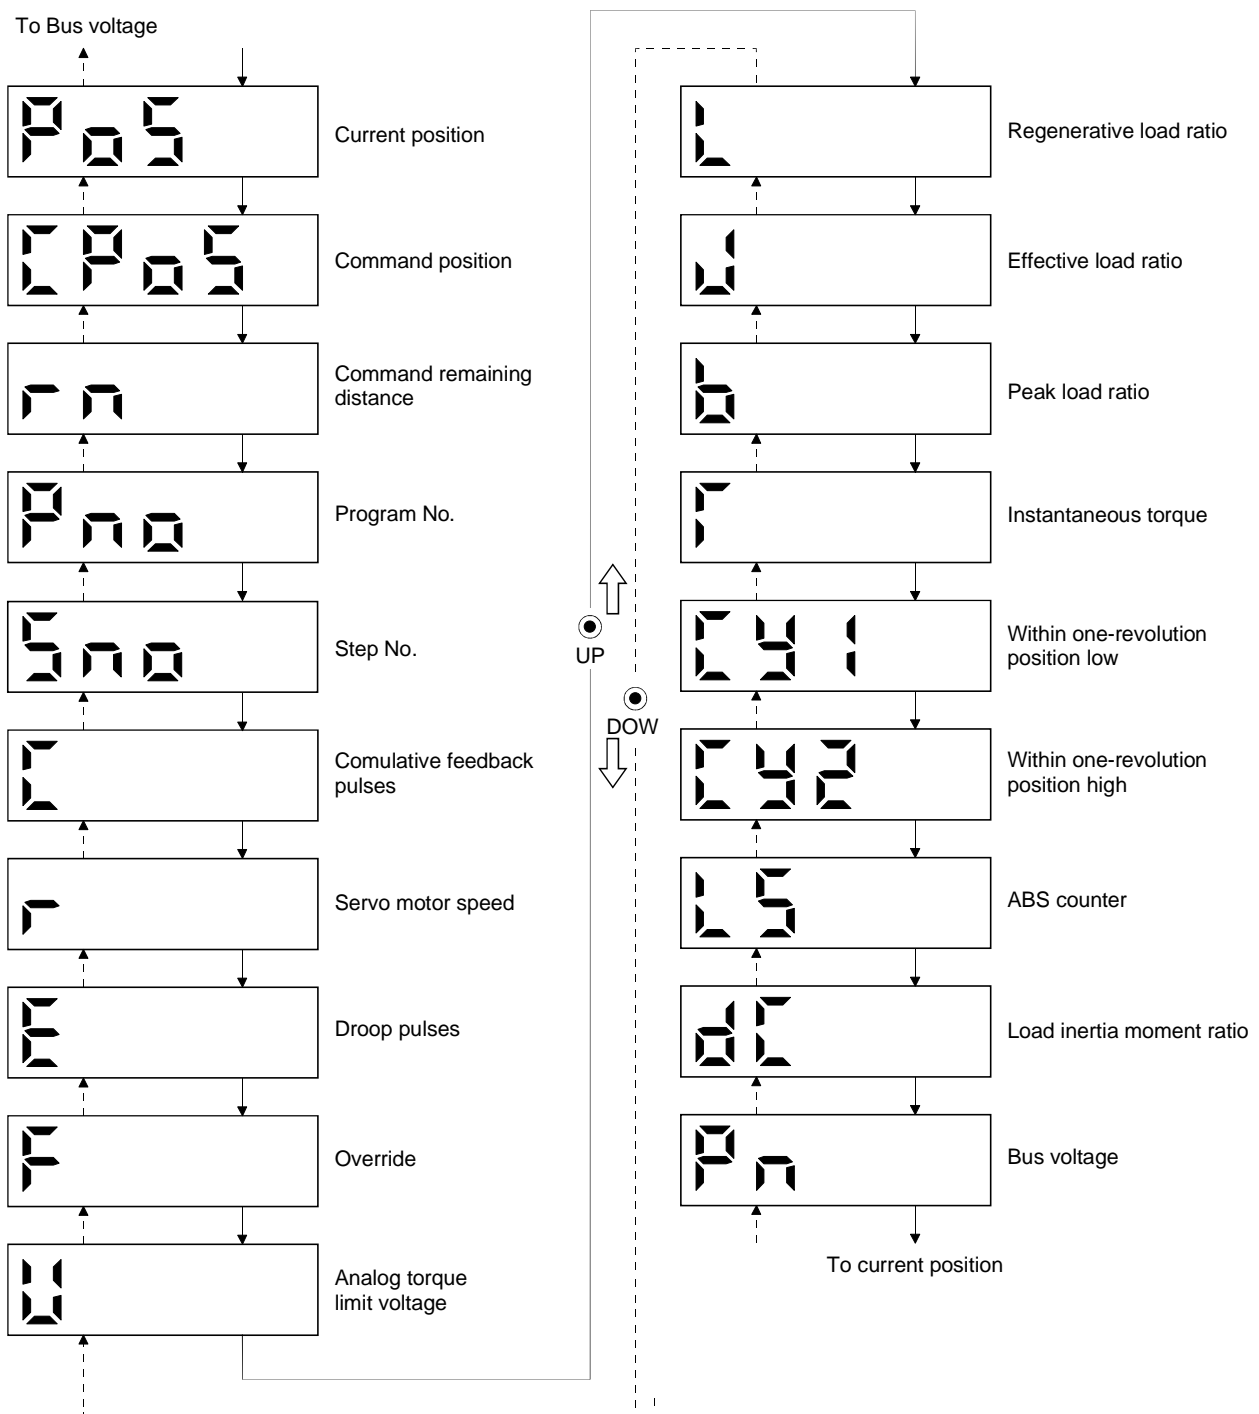 To Bus voltage
PoS
Current position
CPoS
Command position
rn
Command remaining
distance
Pno
Program No.
Sno
Step No.
C
Comulative feedback
pulses
r
Servo motor speed
E
Droop pulses
F
Override
U
Analog torque
limit voltage
UP
DOW
L
Regenerative load ratio
J
Effective load ratio
b
Peak load ratio
T
Instantaneous torque
Cy1
Within one-revolution
position low
Cy2
Within one-revolution
position high
LS
ABS counter
dC
Load inertia moment ratio
Pn
Bus voltage
To current position